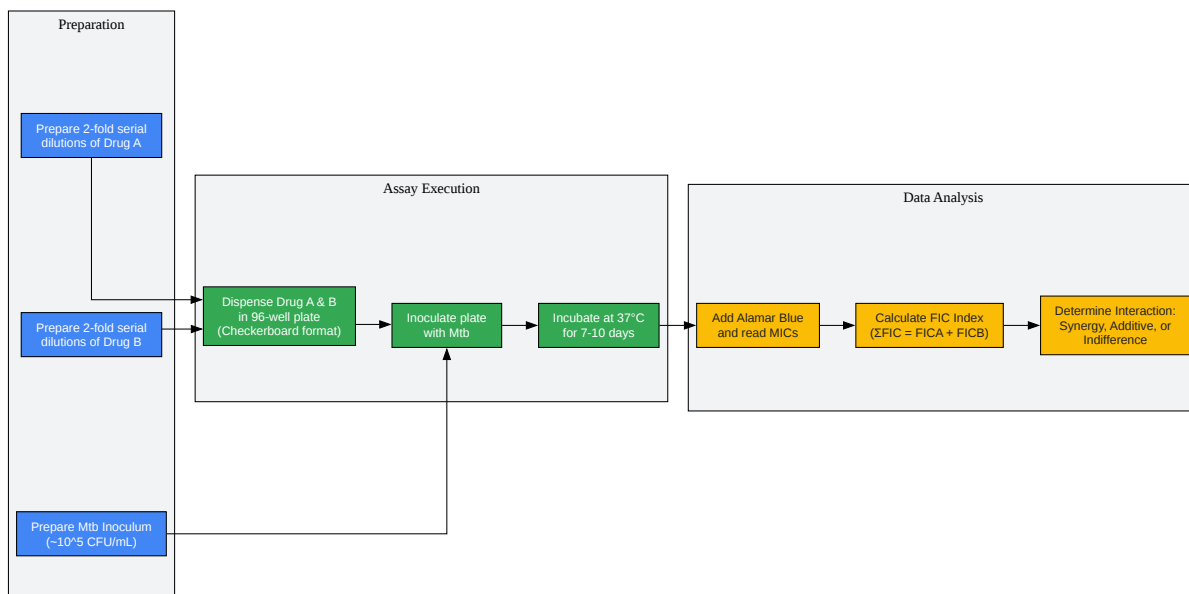 Preparation
Prepare 2-fold serial
dilutions of Drug A
Prepare 2-fold serial
dilutions of Drug B
Prepare Mtb Inoculum
(~10^5 CFU/mL)
Assay Execution
Dispense Drug A & B
in 96-well plate
(Checkerboard format)
Inoculate plate
with Mtb
Incubate at 37°C
for 7-10 days
Data Analysis
Add Alamar Blue
and read MICs
Calculate FIC Index
(ΣFIC = FICA + FICB)
Determine Interaction:
Synergy, Additive, or
Indifference